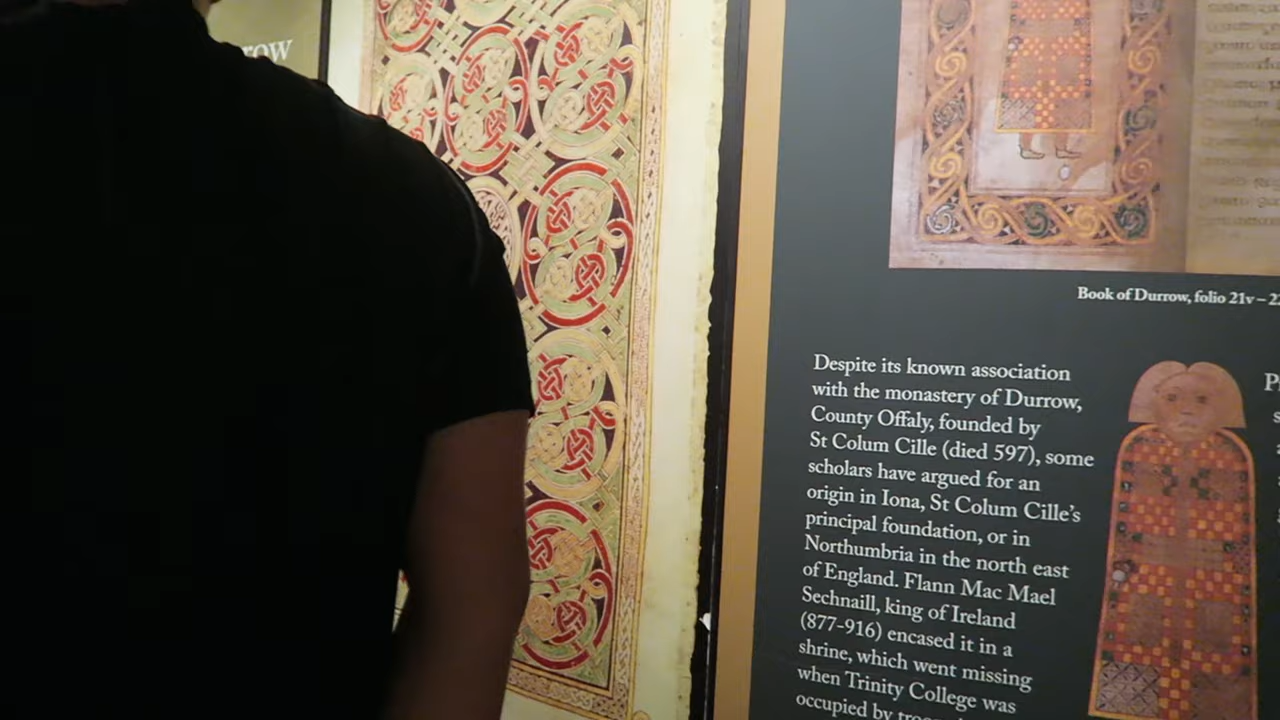 row
Book of Durrow, folio 21v – 2
Despite its known association
with the monastery of Durrow,
County Offaly, founded by
St Colum Cille (died 597), some
scholars have argued for an
origin in Iona, St Colum Cille's
principal foundation, or in
Northumbria in the north east
of England. Flann Mac Mael
Sechnaill, king of Ireland
(877-916) encased it in a
shrine, which went missing
when Trinity College was
occupied by